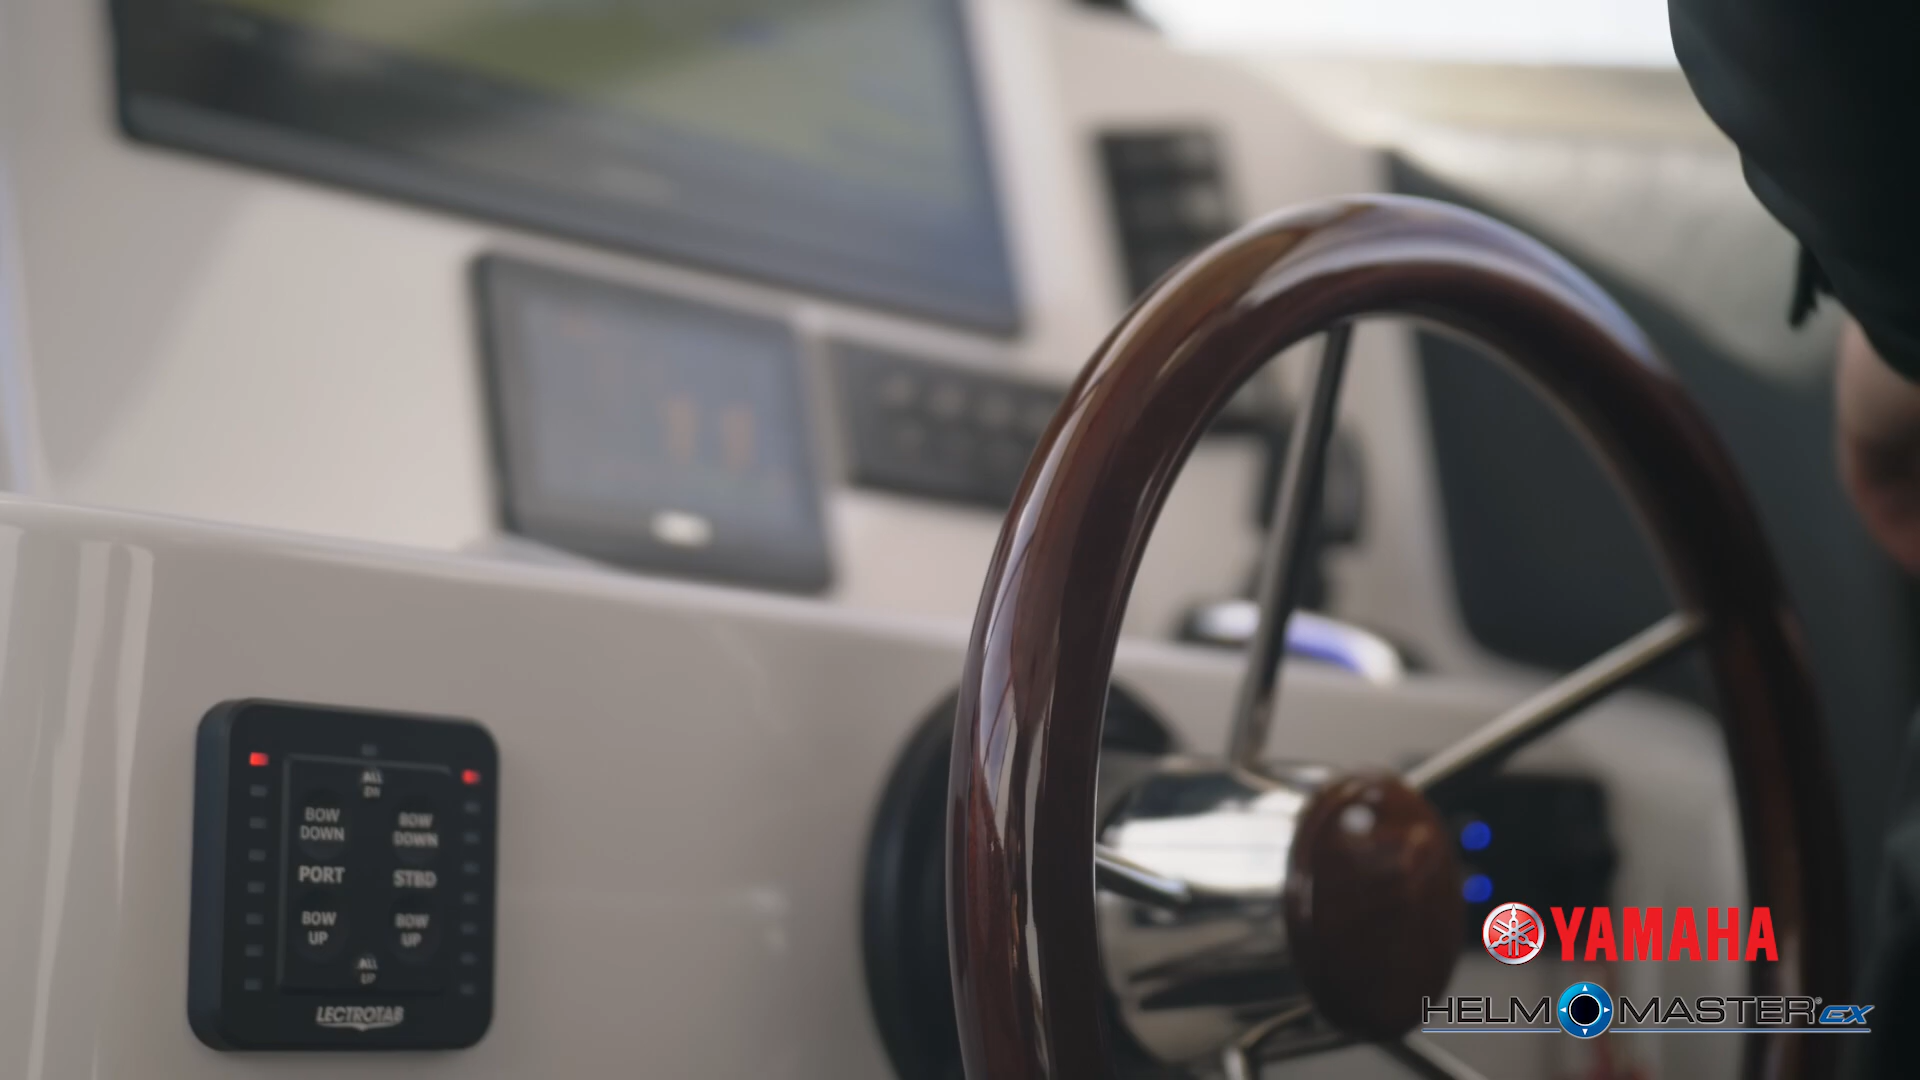 ALL
DN
BOW
DOWN
BOW
DOWN
PORT
STBD
BOW
UP
BOW
UP
ALL
UP
LECTROTAB
YAMAHA
HELM MASTER® EX